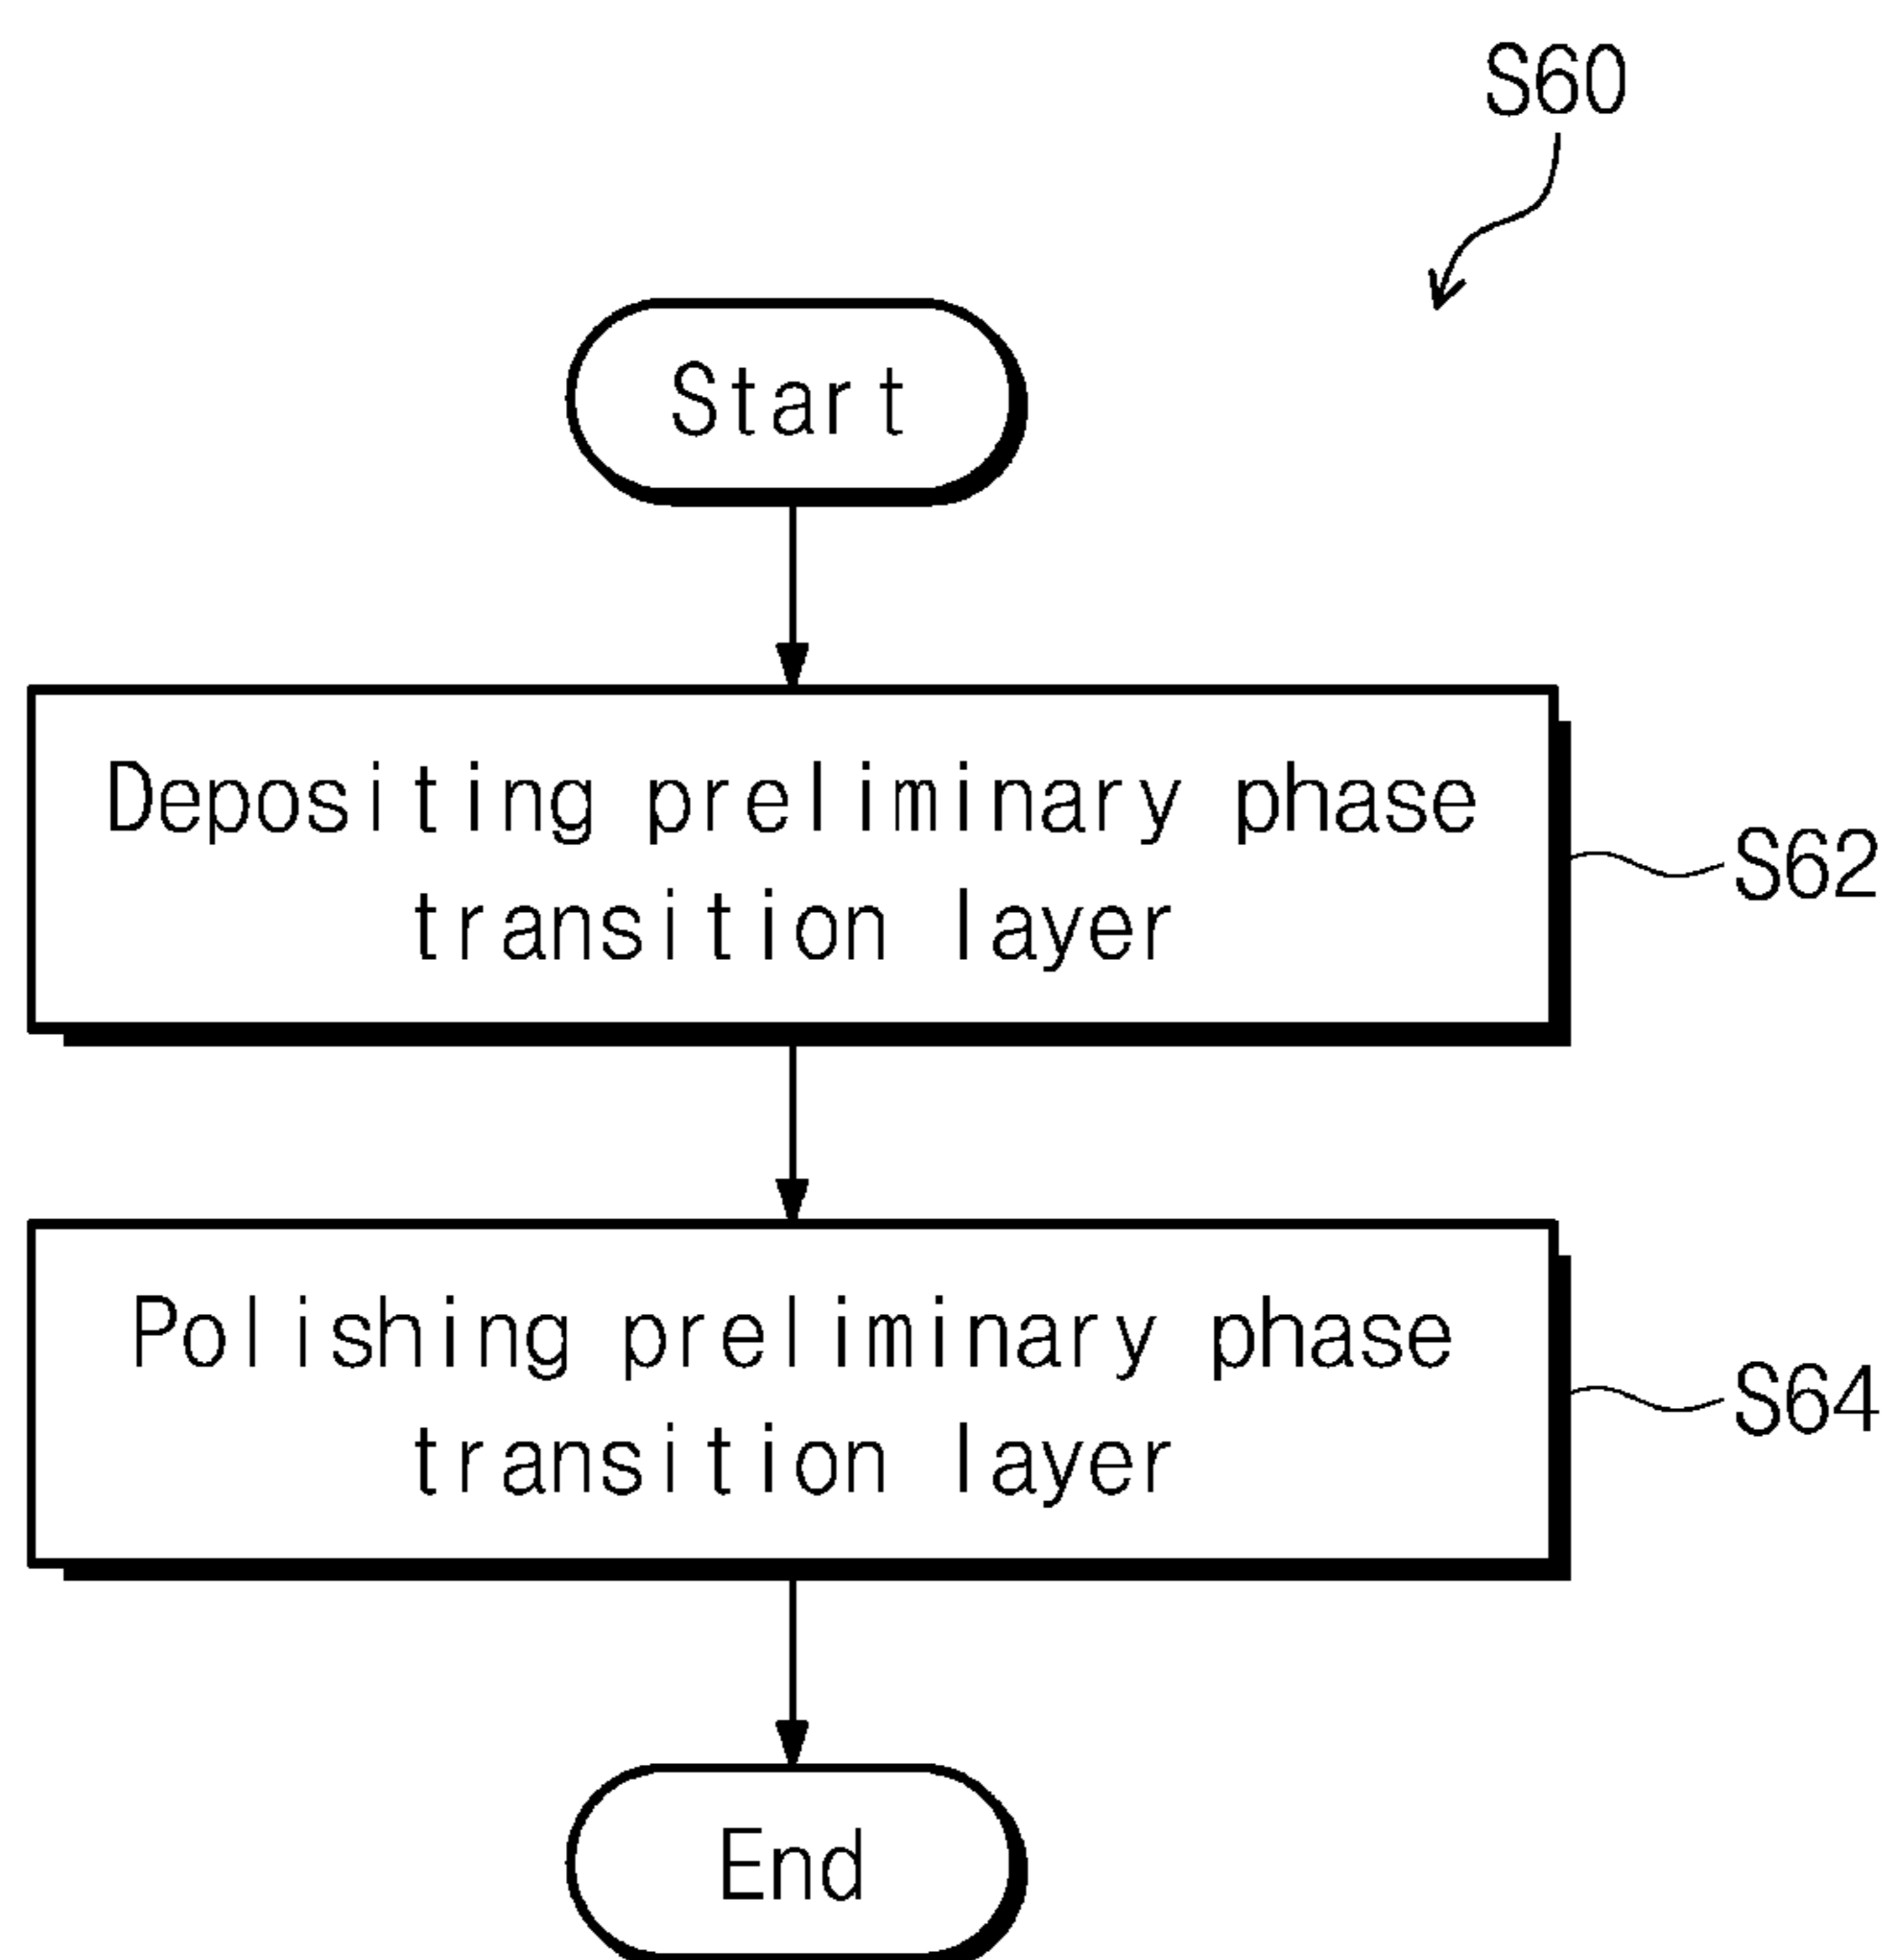 S60
Start
Depositing preliminary phase
transition layer
S62
Polishing preliminary phase
transition layer
S64
End